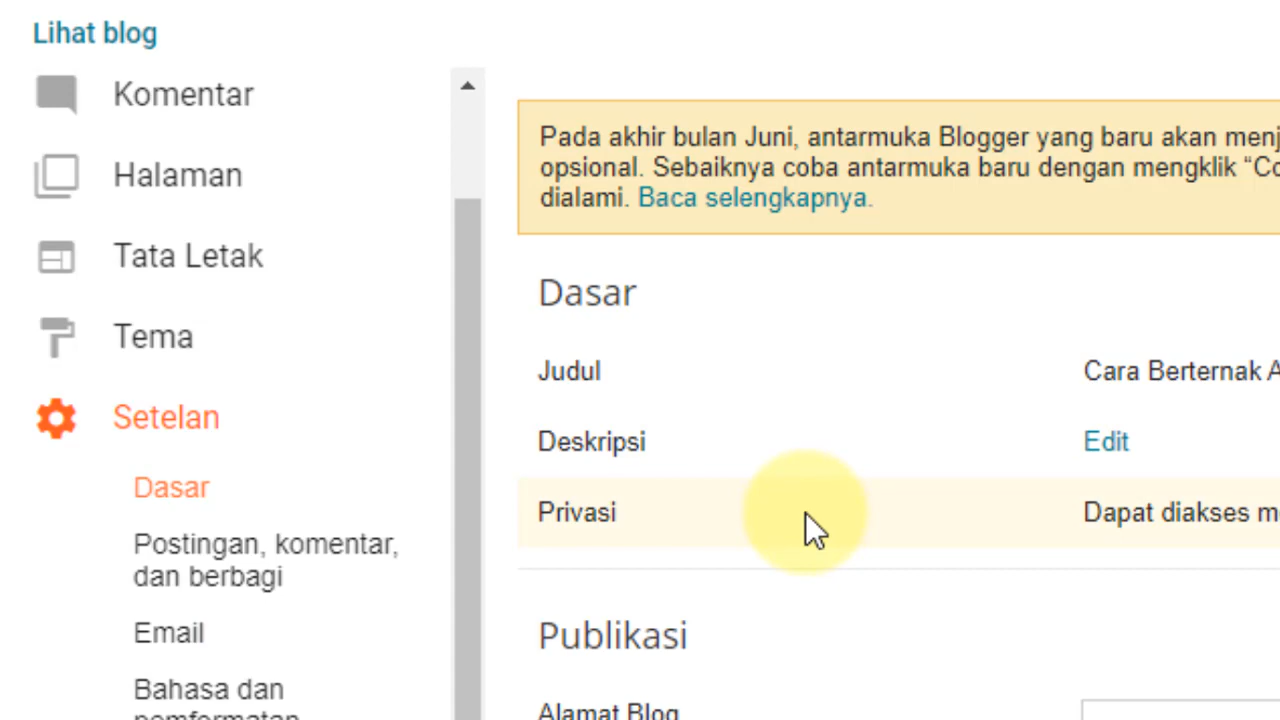 Lihat blog
Komentar
Halaman
Tata Letak
Tema
Setelan
Dasar
Postingan, komentar,
dan berbagi
Email
Bahasa dan
pemformatan
Pada akhir bulan Juni, antarmuka Blogger yang baru akan
opsional. Sebaiknya coba antarmuka baru dengan mengklik
dialami. Baca selengkapnya.
Dasar
Judul
Cara Berternak A
Deskripsi
Edit
Privasi
Dapat diakses
Publikasi
Alamat Blog